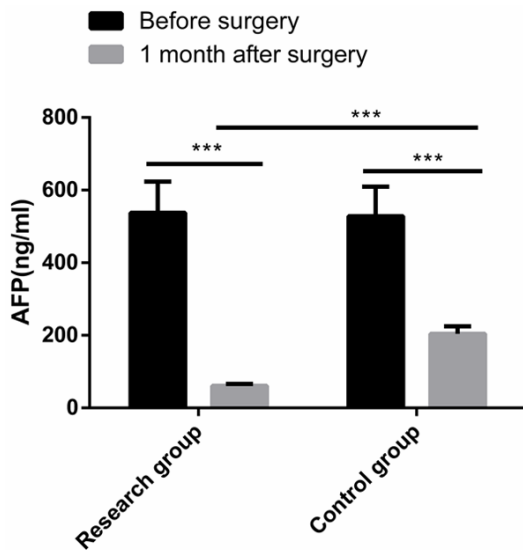 Before surgery
1 month after surgery
***
***
***
800
600
400
200
0
AFP(ng/ml)
Research group
Control group